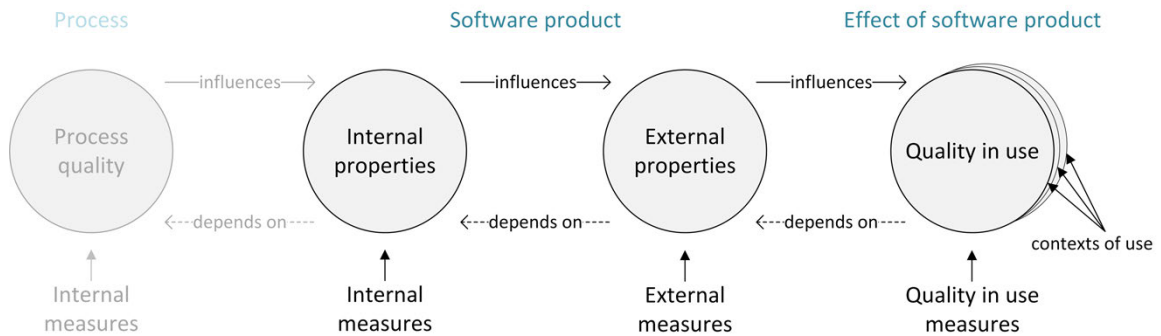 Process
Software product
Effect of software product
influences
influences
influences
Process
quality
Internal
properties
External
properties
Quality in use
depends on
depends on
depends on
contexts of use
Internal
measures
Internal
measures
External
measures
Quality in use
measures